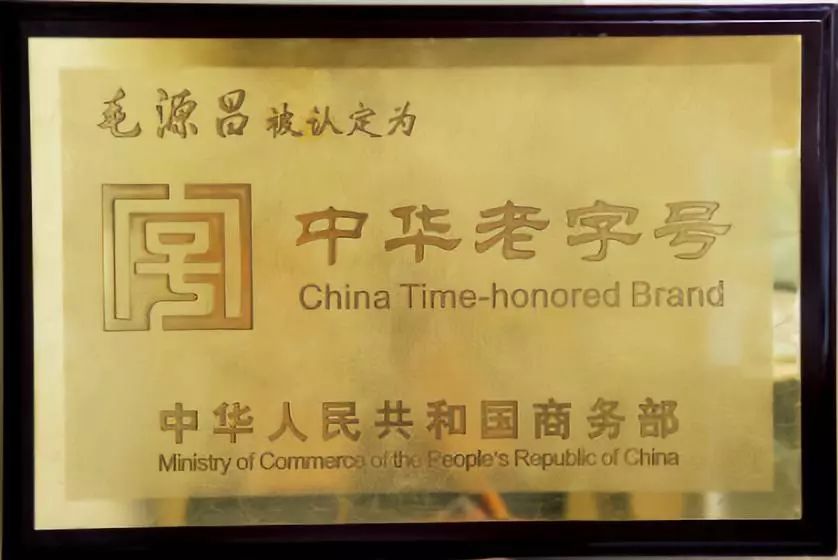 毛源昌被认定为
中华老字号
China Time-honored Brand
中华人民共和国商务部
Ministry of Commerce of the People's Republic of China